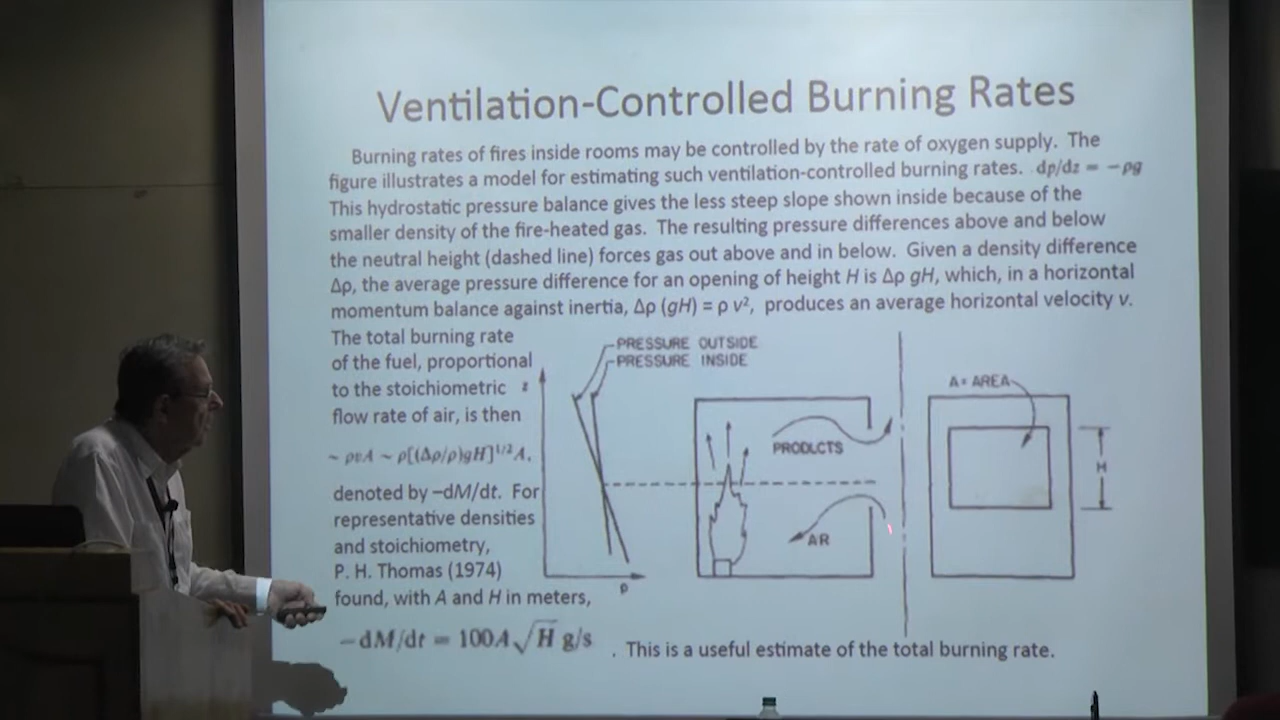 Ventilation-Controlled Burning Rates
Burning rates of fires inside rooms may be controlled by the rate of oxygen supply. The
figure illustrates a model for estimating such ventilation-controlled burning rates. dp/dz = −ρg
This hydrostatic pressure balance gives the less steep slope shown inside because of the
smaller density of the fire-heated gas. The resulting pressure differences above and below
the neutral height (dashed line) forces gas out above and in below. Given a density difference
Δρ, the average pressure difference for an opening of height H is Δρ gH, which, in a horizontal
momentum balance against inertia, Δρ (gH) = ρ v², produces an average horizontal velocity v.
The total burning rate
of the fuel, proportional
to the stoichiometric
flow rate of air, is then
~ ρvA ~ ρ[(Δρ/ρ)gH]^1/2 A,
denoted by –dM/dt. For
representative densities
and stoichiometry,
P. H. Thomas (1974)
found, with A and H in meters,
−dM/dt = 100A√H g/s . This is a useful estimate of the total burning rate.
PRESSURE OUTSIDE
PRESSURE INSIDE
z
p
PRODUCTS
AIR
A = AREA
H